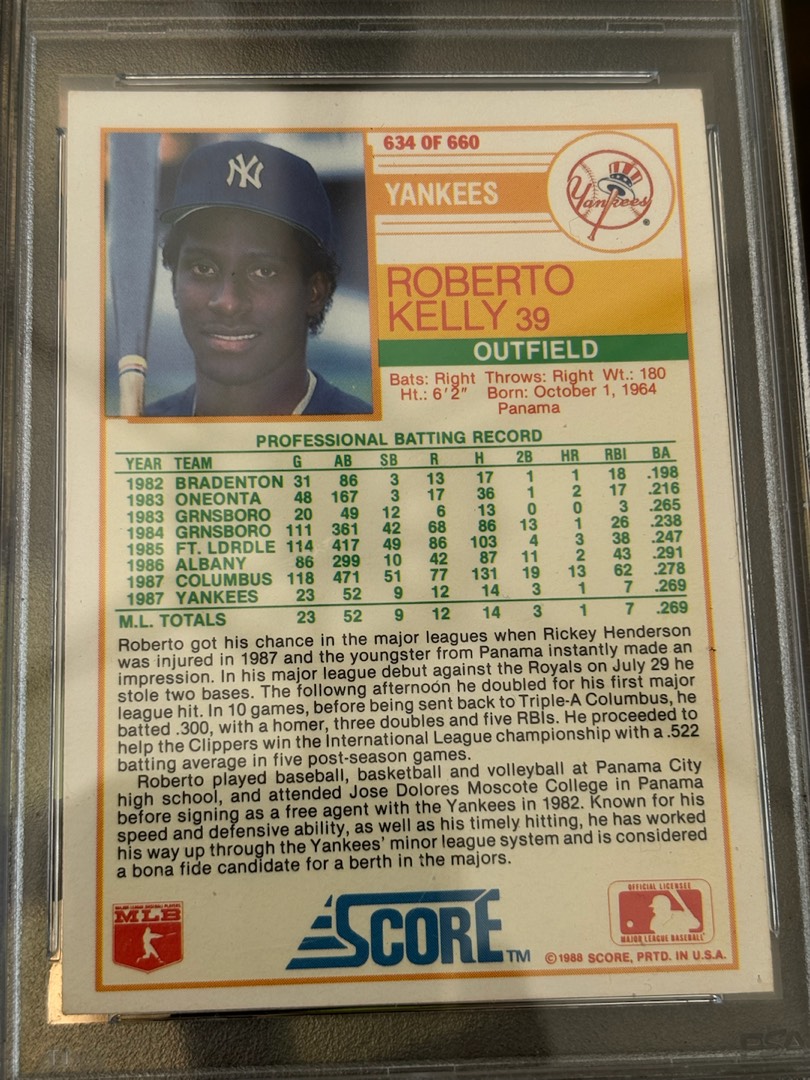 634 OF 660
YANKEES
Yankees
®
NY
ROBERTO
KELLY 39
OUTFIELD
Bats: Right Throws: Right Wt.: 180
Ht.: 6'2" Born: October 1, 1964
Panama
PROFESSIONAL BATTING RECORD
YEAR TEAM G AB SB R H 2B HR RBI BA
1982 BRADENTON 31 86 3 13 17 1 1 18 .198
1983 ONEONTA 48 167 3 17 36 1 2 17 .216
1983 GRNSBORO 20 49 12 6 13 0 0 3 .265
1984 GRNSBORO 111 361 42 68 86 13 1 26 .238
1985 FT. LDRDLE 114 417 49 86 103 4 3 38 .247
1986 ALBANY 86 299 10 42 87 11 2 43 .291
1987 COLUMBUS 118 471 51 77 131 19 13 62 .278
1987 YANKEES 23 52 9 12 14 3 1 7 .269
M.L. TOTALS 23 52 9 12 14 3 1 7 .269
Roberto got his chance in the major leagues when Rickey Henderson
was injured in 1987 and the youngster from Panama instantly made an
impression. In his major league debut against the Royals on July 29 he
stole two bases. The followng afternoon he doubled for his first major
league hit. In 10 games, before being sent back to Triple-A Columbus, he
batted .300, with a homer, three doubles and five RBIs. He proceeded to
help the Clippers win the International League championship with a .522
batting average in five post-season games.
Roberto played baseball, basketball and volleyball at Panama City
high school, and attended Jose Dolores Moscote College in Panama
before signing as a free agent with the Yankees in 1982. Known for his
speed and defensive ability, as well as his timely hitting, he has worked
his way up through the Yankees' minor league system and is considered
a bona fide candidate for a berth in the majors.
MAJOR LEAGUE BASEBALL PLAYERS
MLB
SCORE TM
OFFICIAL LICENSEE
MAJOR LEAGUE BASEBALL
©1988 SCORE, PRTD. IN U.S.A.
PSA